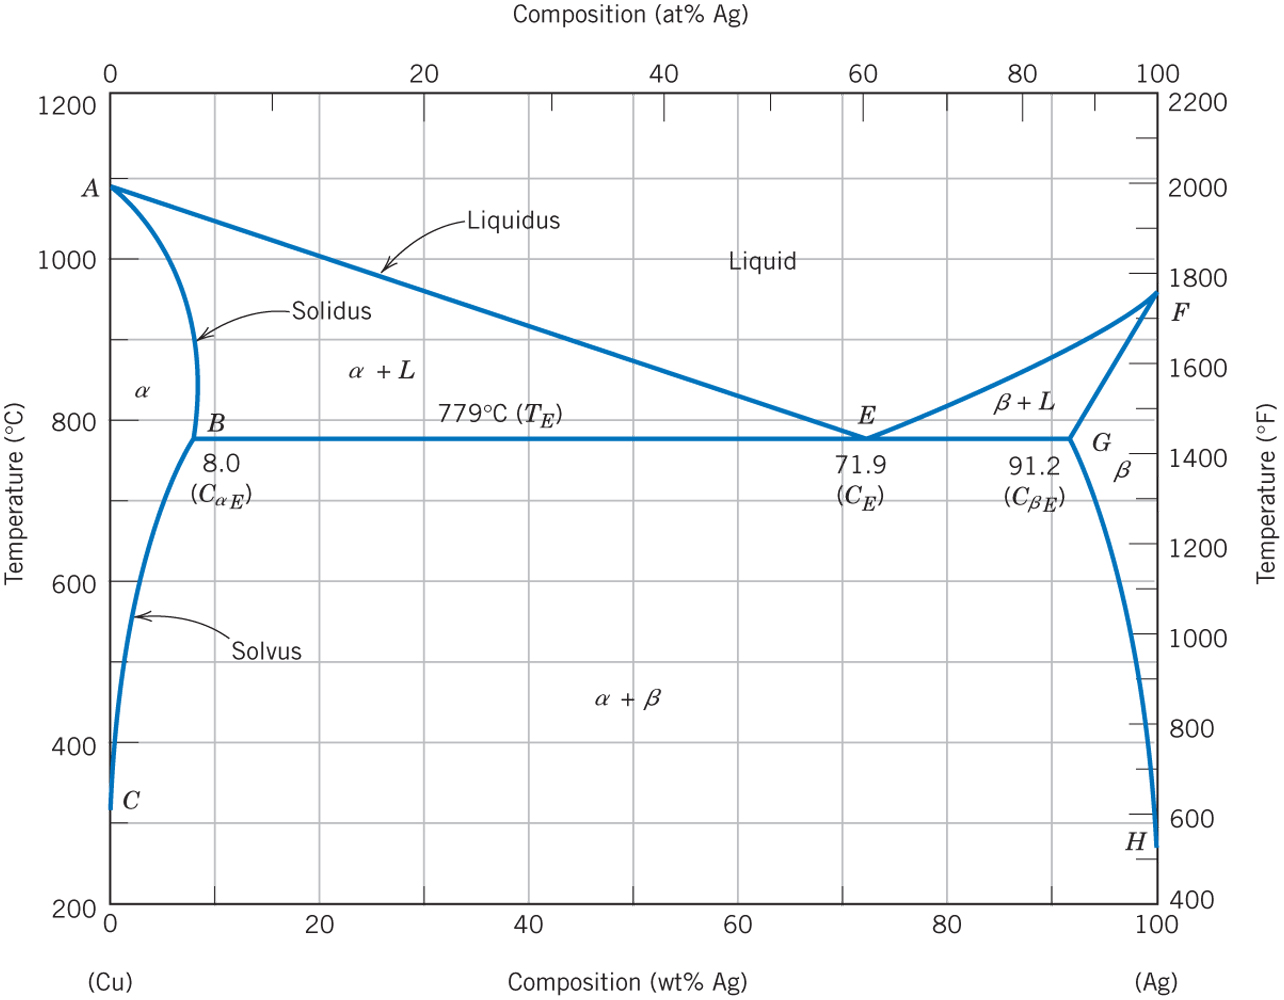 Composition (at% Ag)
0 20 40 60 80 100
1200 2200
A 2000
Liquidus
1000 Liquid 1800
Solidus F
α α + L 1600
800 B 779°C (T_E) E β + L
8.0 71.9 91.2 G β 1400
(C_αE) (C_E) (C_βE)
1200
600
1000
Solvus
α + β
400 800
C 600
H
200 400
0 20 40 60 80 100
(Cu) Composition (wt% Ag) (Ag)
Temperature (°C)
Temperature (°F)